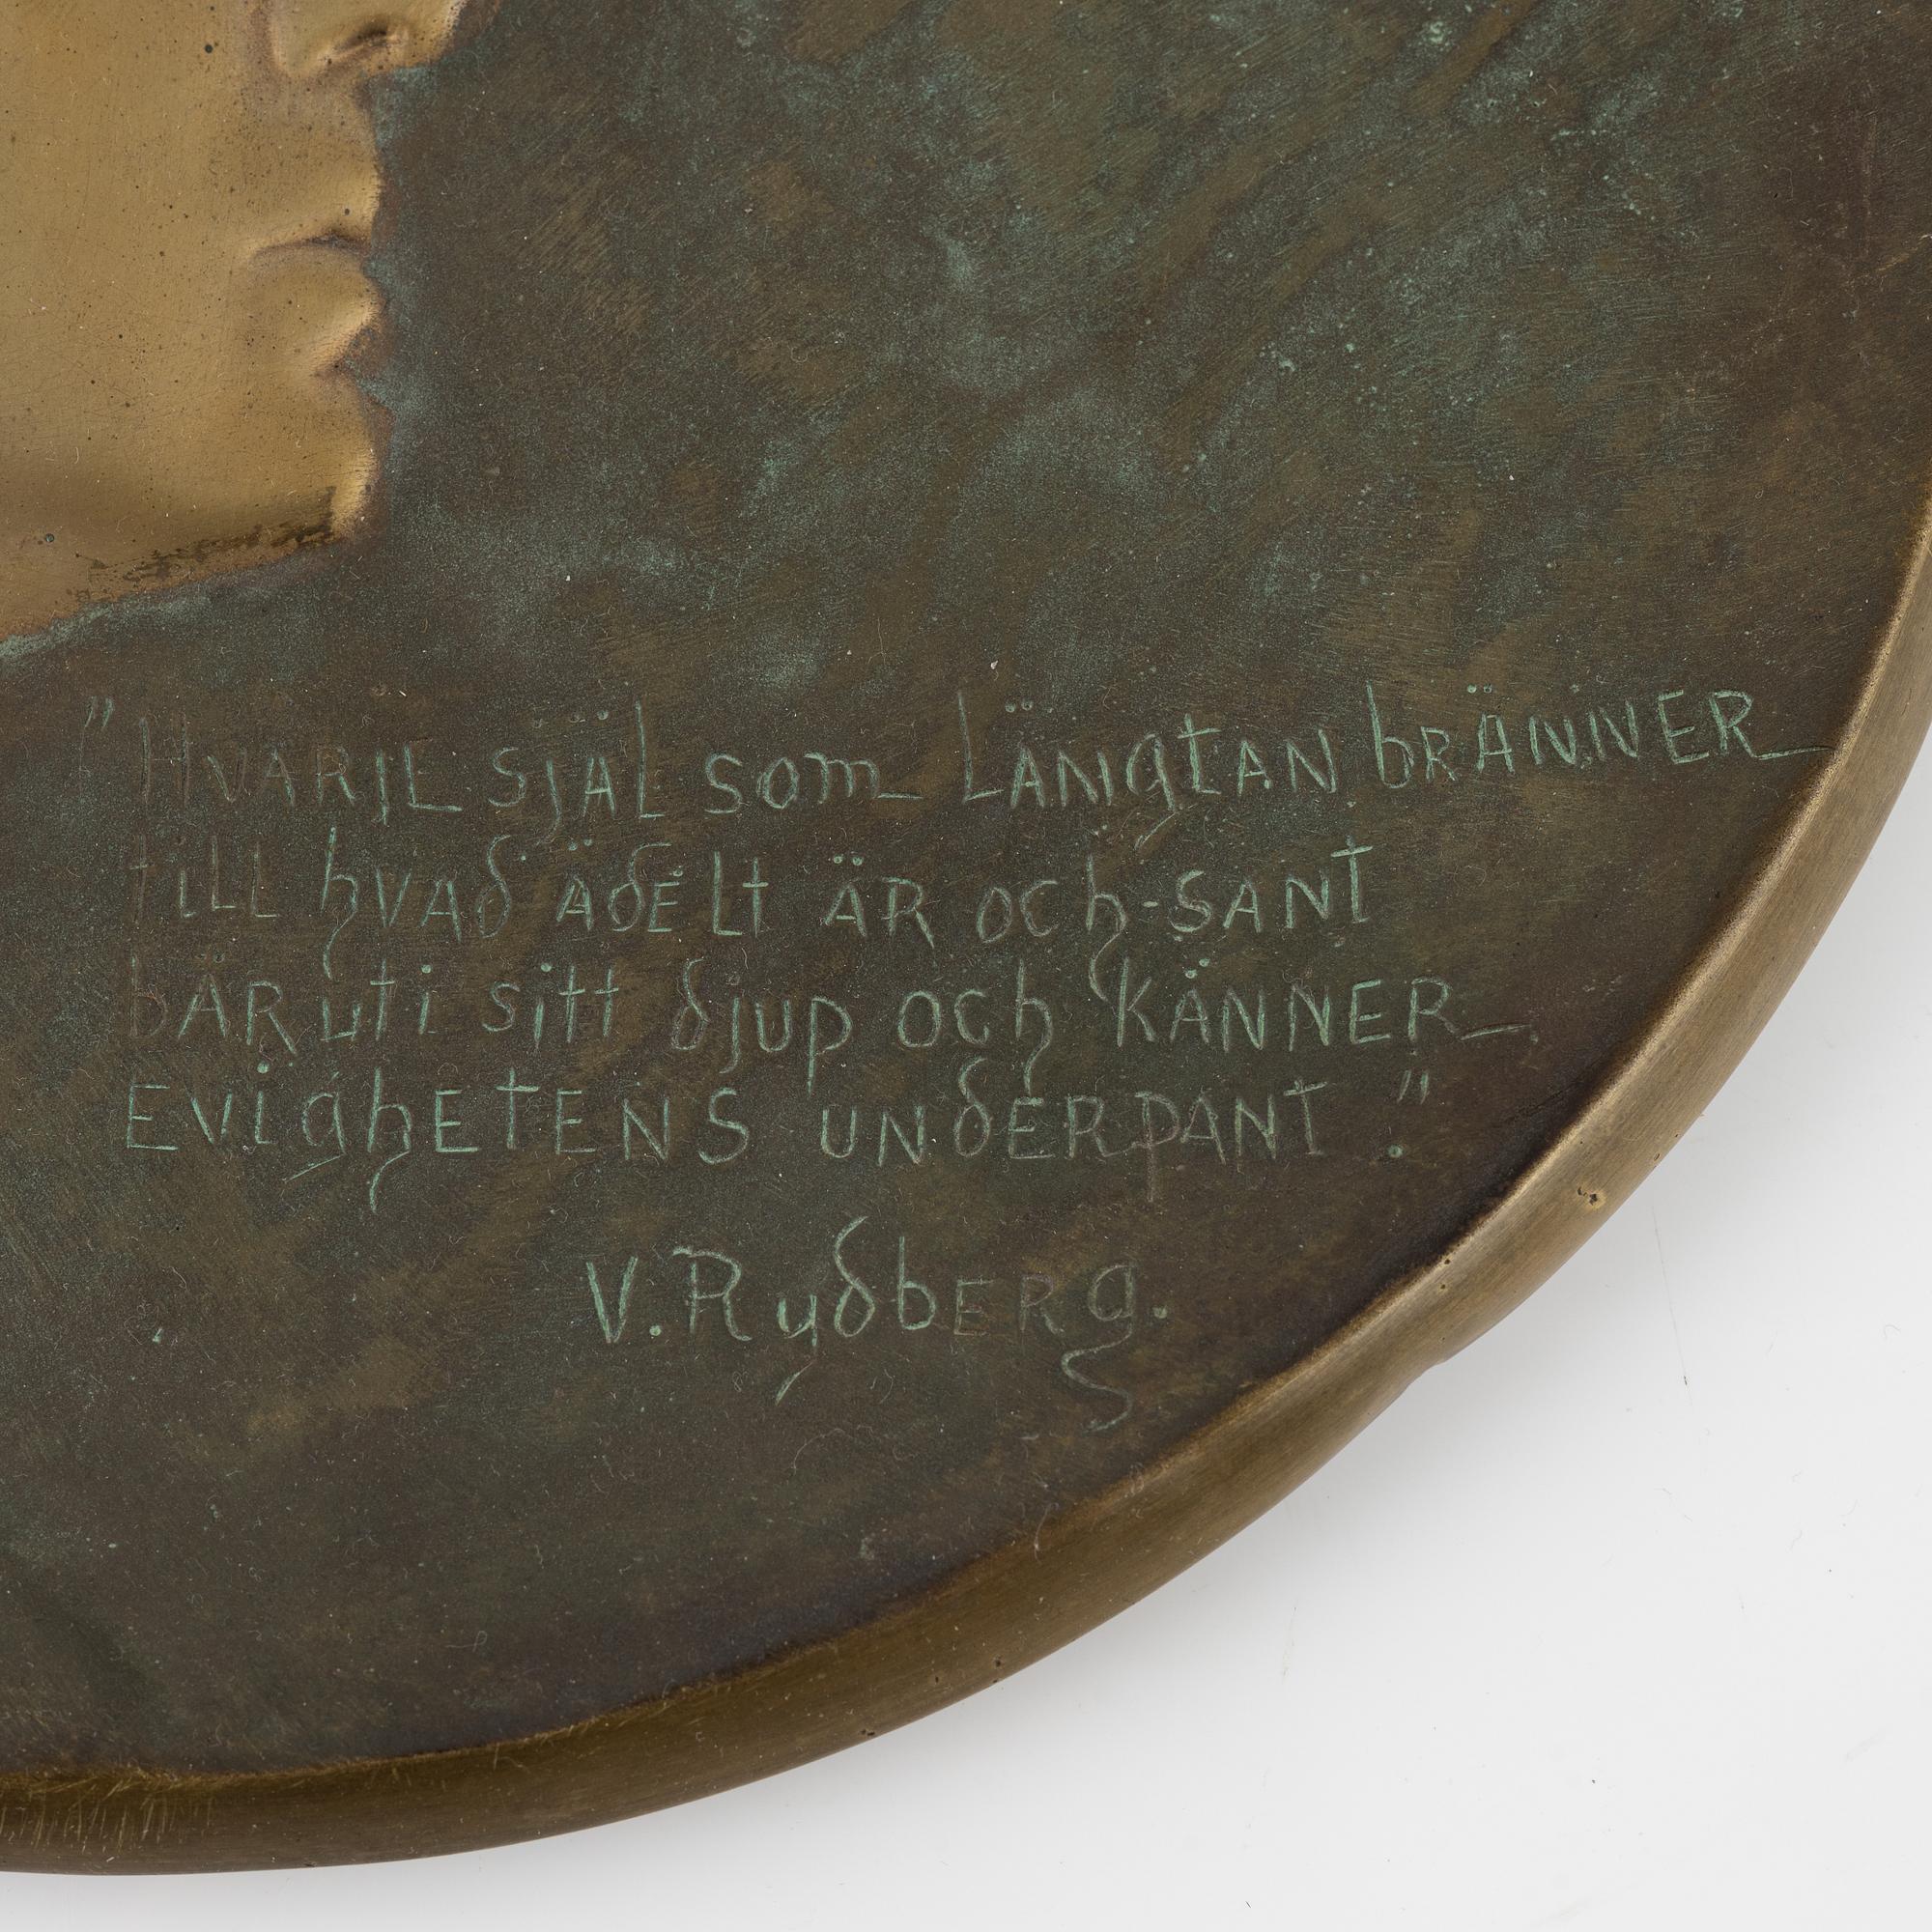 "HVARJE SJÄL SOM LÄNGTAN BRÄNNER
TILL HVAD ÄDELT ÄR OCH SANT
BÄR UTI SITT DJUP OCH KÄNNER
EVIGHETENS UNDERPANT."
V. RYDBERG.